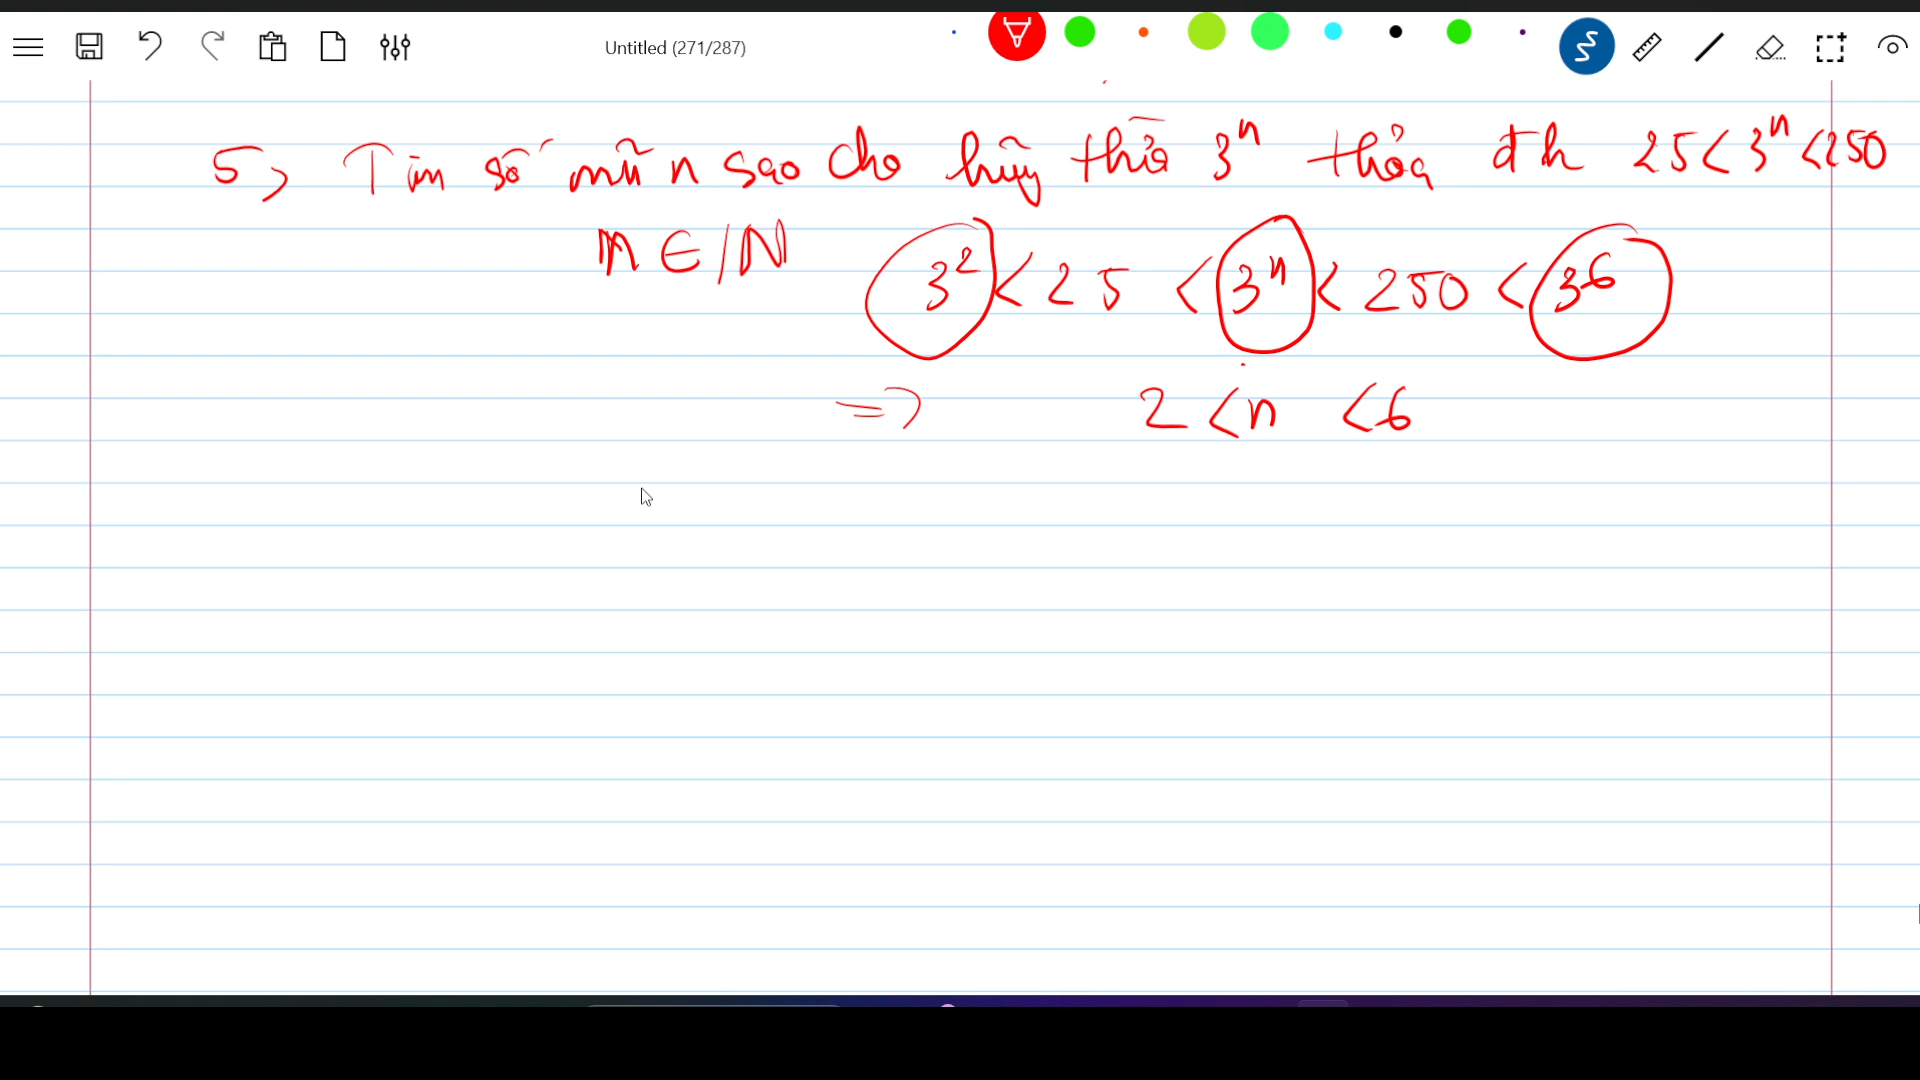 Untitled (271/287)
5, Tìm số mũ n sao cho lũy thừa 3ⁿ thỏa đk 25 < 3ⁿ < 250
n ∈ IN
3² < 25 < 3ⁿ < 250 < 3⁶
=> 2 < n < 6